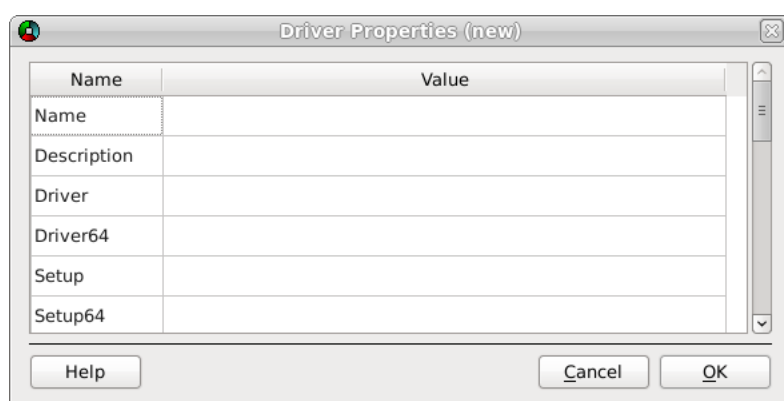 Driver Properties (new)
Name Value
Name
Description
Driver
Driver64
Setup
Setup64
Help Cancel OK